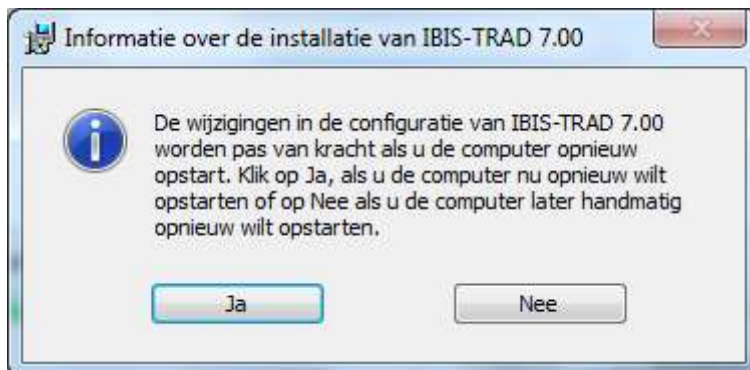 Informatie over de installatie van IBIS-TRAD 7.00
De wijzigingen in de configuratie van IBIS-TRAD 7.00
worden pas van kracht als u de computer opnieuw
opstart. Klik op Ja, als u de computer nu opnieuw wilt
opstarten of op Nee als u de computer later handmatig
opnieuw wilt opstarten.
Ja
Nee